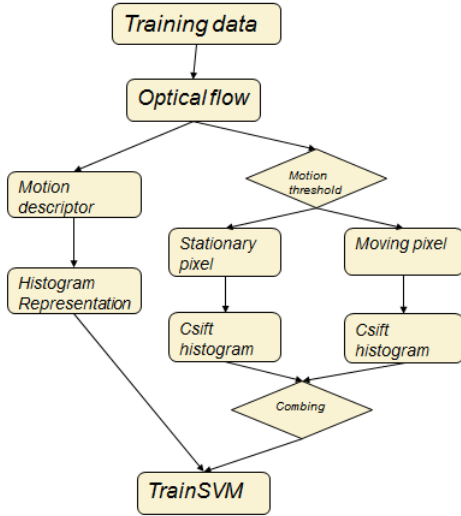 Training data
Optical flow
Motion
threshold
Motion
descriptor
Stationary
pixel
Moving pixel
Histogram
Representation
Csift
histogram
Csift
histogram
Combing
TrainSVM